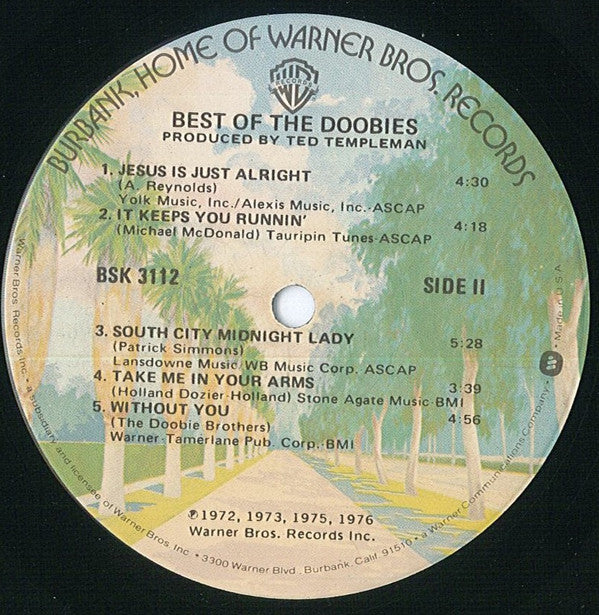 BURBANK, HOME OF WARNER BROS. RECORDS
W
RECORDS
BEST OF THE DOOBIES
PRODUCED BY TED TEMPLEMAN
1. JESUS IS JUST ALRIGHT 4:30
(A. Reynolds)
Yolk Music, Inc./Alexis Music, Inc.-ASCAP
2. IT KEEPS YOU RUNNIN' 4:18
(Michael McDonald) Tauripin Tunes-ASCAP
BSK 3112 SIDE II
3. SOUTH CITY MIDNIGHT LADY 5:28
(Patrick Simmons)
Lansdowne Music/WB Music Corp. ASCAP
4. TAKE ME IN YOUR ARMS 3:39
(Holland-Dozier-Holland) Stone Agate Music-BMI
5. WITHOUT YOU 4:56
(The Doobie Brothers)
Warner-Tamerlane Pub. Corp.-BMI
℗1972, 1973, 1975, 1976
Warner Bros. Records Inc.
Warner Bros. Records Inc. • a subsidiary and licensee of Warner Bros. Inc. • 3300 Warner Blvd., Burbank, Calif. 91510 • a Warner Communications Company • Made in U.S.A.